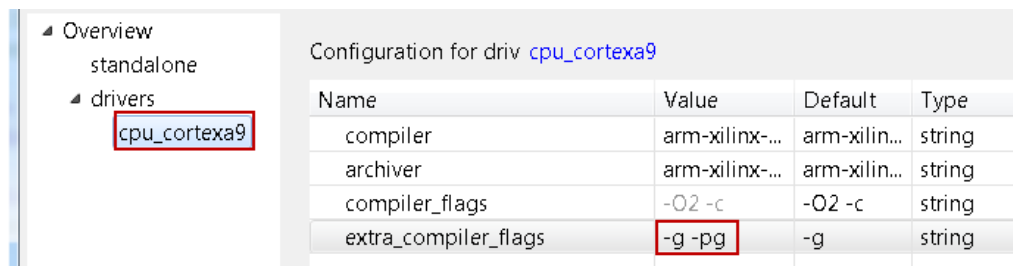 Overview
standalone
drivers
cpu_cortexa9
Configuration for driv cpu_cortexa9
Name Value Default Type
compiler arm-xilinx-... arm-xilin... string
archiver arm-xilinx-... arm-xilin... string
compiler_flags -O2 -c -O2 -c string
extra_compiler_flags -g -pg -g string